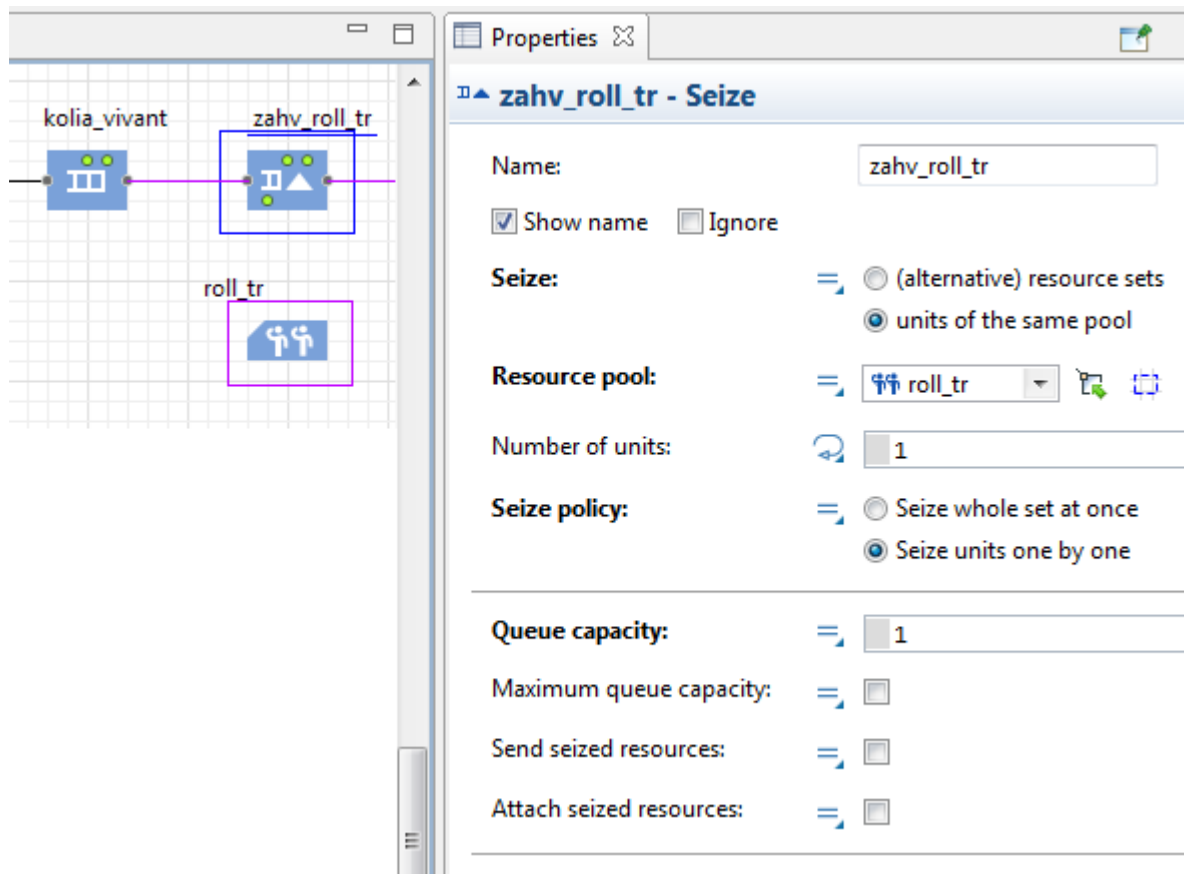 kolia_vivant
zahv_roll_tr
roll_tr
Properties
zahv_roll_tr - Seize
Name:
zahv_roll_tr
Show name
Ignore
Seize:
(alternative) resource sets
units of the same pool
Resource pool:
roll_tr
Number of units:
1
Seize policy:
Seize whole set at once
Seize units one by one
Queue capacity:
1
Maximum queue capacity:
Send seized resources:
Attach seized resources: